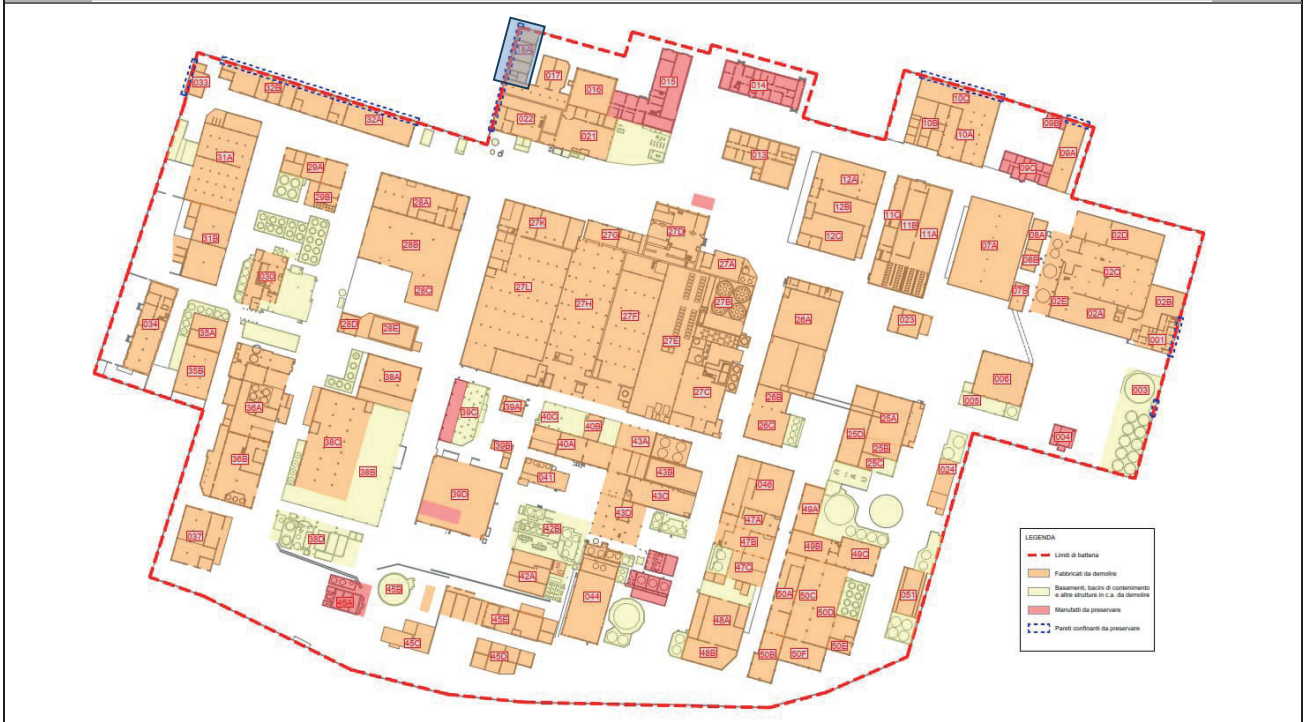 18A
017
016
015
014
033
32B
32A
022
021
10C
10B
10A
09B
09A
09C
013
31A
29A
29B
28A
12A
12B
12C
11C
11B
11A
27K
27G
27D
27A
07A
08A
08B
02D
02C
31B
28B
030
28C
27L
27H
27F
27B
07B
02E
02A
02B
001
034
35A
35B
28D
28E
27E
26A
023
38A
27C
006
005
003
36A
39C
39A
26B
26C
25A
25D
25B
25C
004
38C
40C
40B
40A
43A
39B
36B
38B
041
43B
43C
39D
046
024
43D
47A
47B
47C
49A
49B
49C
037
38D
42B
42A
45A
45B
044
50A
50C
50D
051
45C
45E
48A
45D
48B
50B
50F
50E
LEGENDA
Limiti di batteria
Fabbricati da demolire
Basamenti, bacini di contenimento
e altre strutture in c.a. da demolire
Manufatti da preservare
Pareti confinanti da preservare